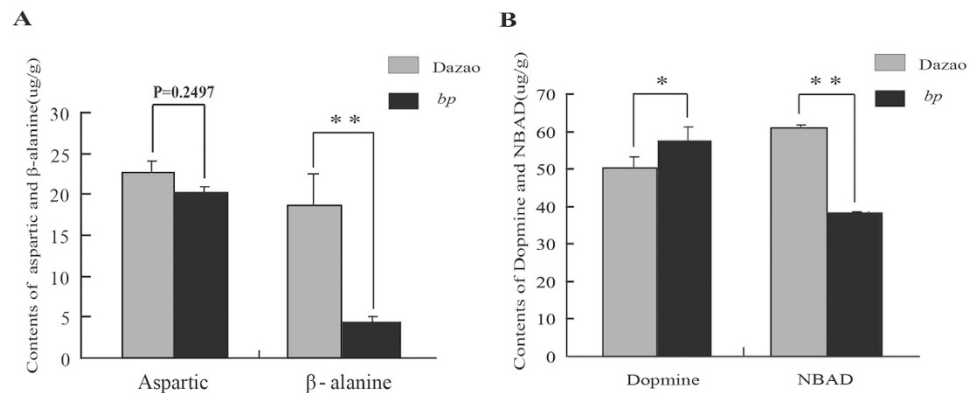 A
Contents of aspartic and β-alanine(ug/g)
30
25
20
15
10
5
0
P=0.2497
**
Dazao
bp
Aspartic
β- alanine
B
Contents of Dopmine and NBAD(ug/g)
70
60
50
40
30
20
10
0
*
**
Dazao
bp
Dopmine
NBAD